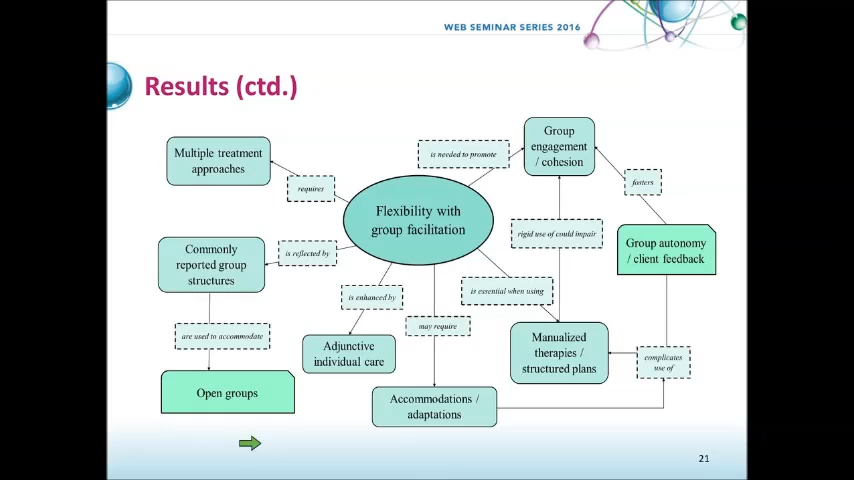 WEB SEMINAR SERIES 2016
Results (ctd.)
Multiple treatment
approaches
requires
is needed to promote
Group
engagement
/ cohesion
fosters
Flexibility with
group facilitation
rigid use of could impair
Group autonomy
/ client feedback
Commonly
reported group
structures
is reflected by
is enhanced by
is essential when using
are used to accommodate
may require
Adjunctive
individual care
Manualized
therapies /
structured plans
complicates
use of
Open groups
Accommodations /
adaptations
21